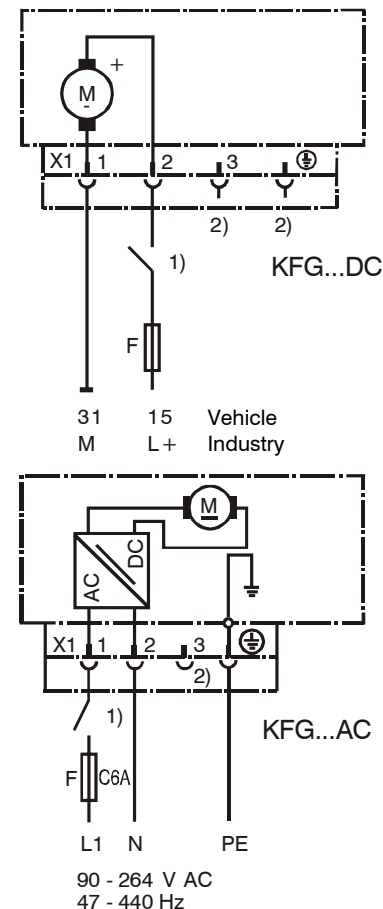 +
M
-
X1 1 2 3
2) 2)
1)
KFG...DC
F
31 15 Vehicle
M L+ Industry
M
AC DC
X1 1 2 3
2)
1)
KFG...AC
F C6A
L1 N PE
90 - 264 V AC
47 - 440 Hz